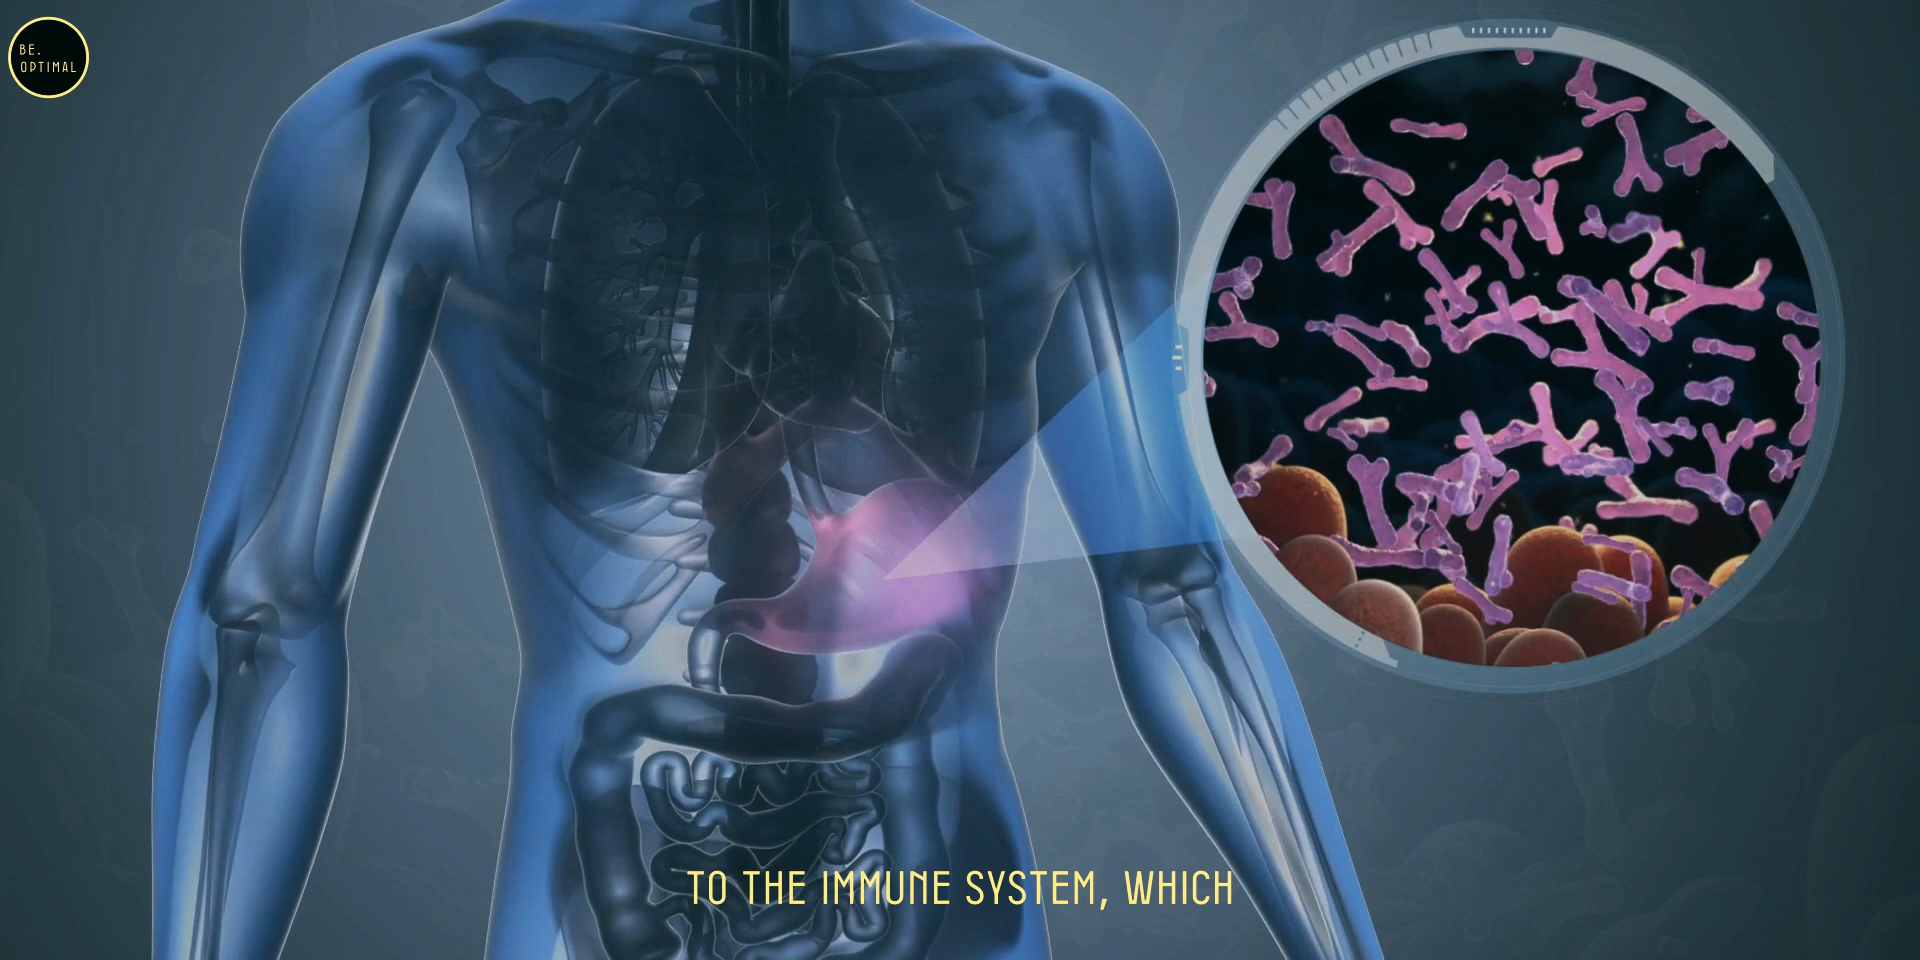 BE.
OPTIMAL
TO THE IMMUNE SYSTEM, WHICH